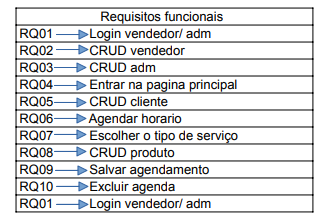 Requisitos funcionais
RQ01 Login vendedor/ adm
RQ02 CRUD vendedor
RQ03 CRUD adm
RQ04 Entrar na pagina principal
RQ05 CRUD cliente
RQ06 Agendar horario
RQ07 Escolher o tipo de serviço
RQ08 CRUD produto
RQ09 Salvar agendamento
RQ10 Excluir agenda
RQ01 Login vendedor/ adm